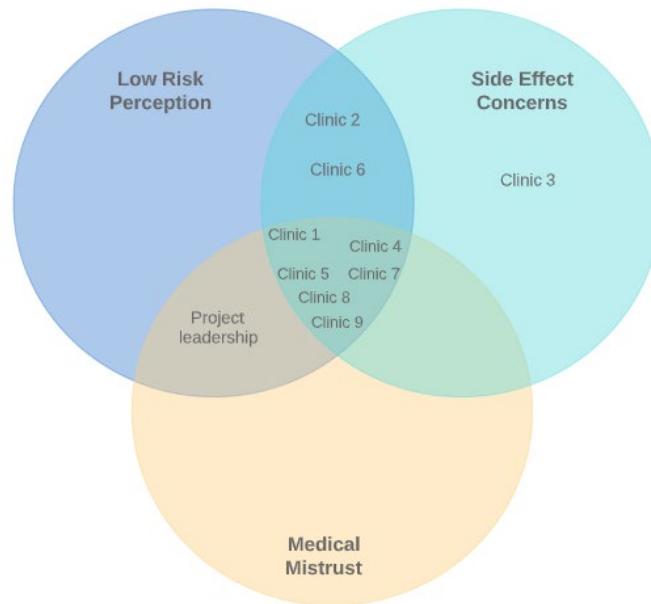 Low Risk
Perception
Side Effect
Concerns
Clinic 2
Clinic 6
Clinic 3
Clinic 1
Clinic 4
Clinic 5
Clinic 7
Clinic 8
Clinic 9
Project
leadership
Medical
Mistrust